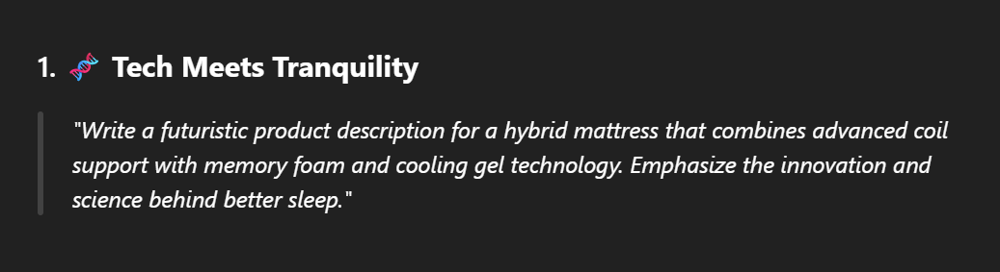 1. 🧬 Tech Meets Tranquility
"Write a futuristic product description for a hybrid mattress that combines advanced coil
support with memory foam and cooling gel technology. Emphasize the innovation and
science behind better sleep."